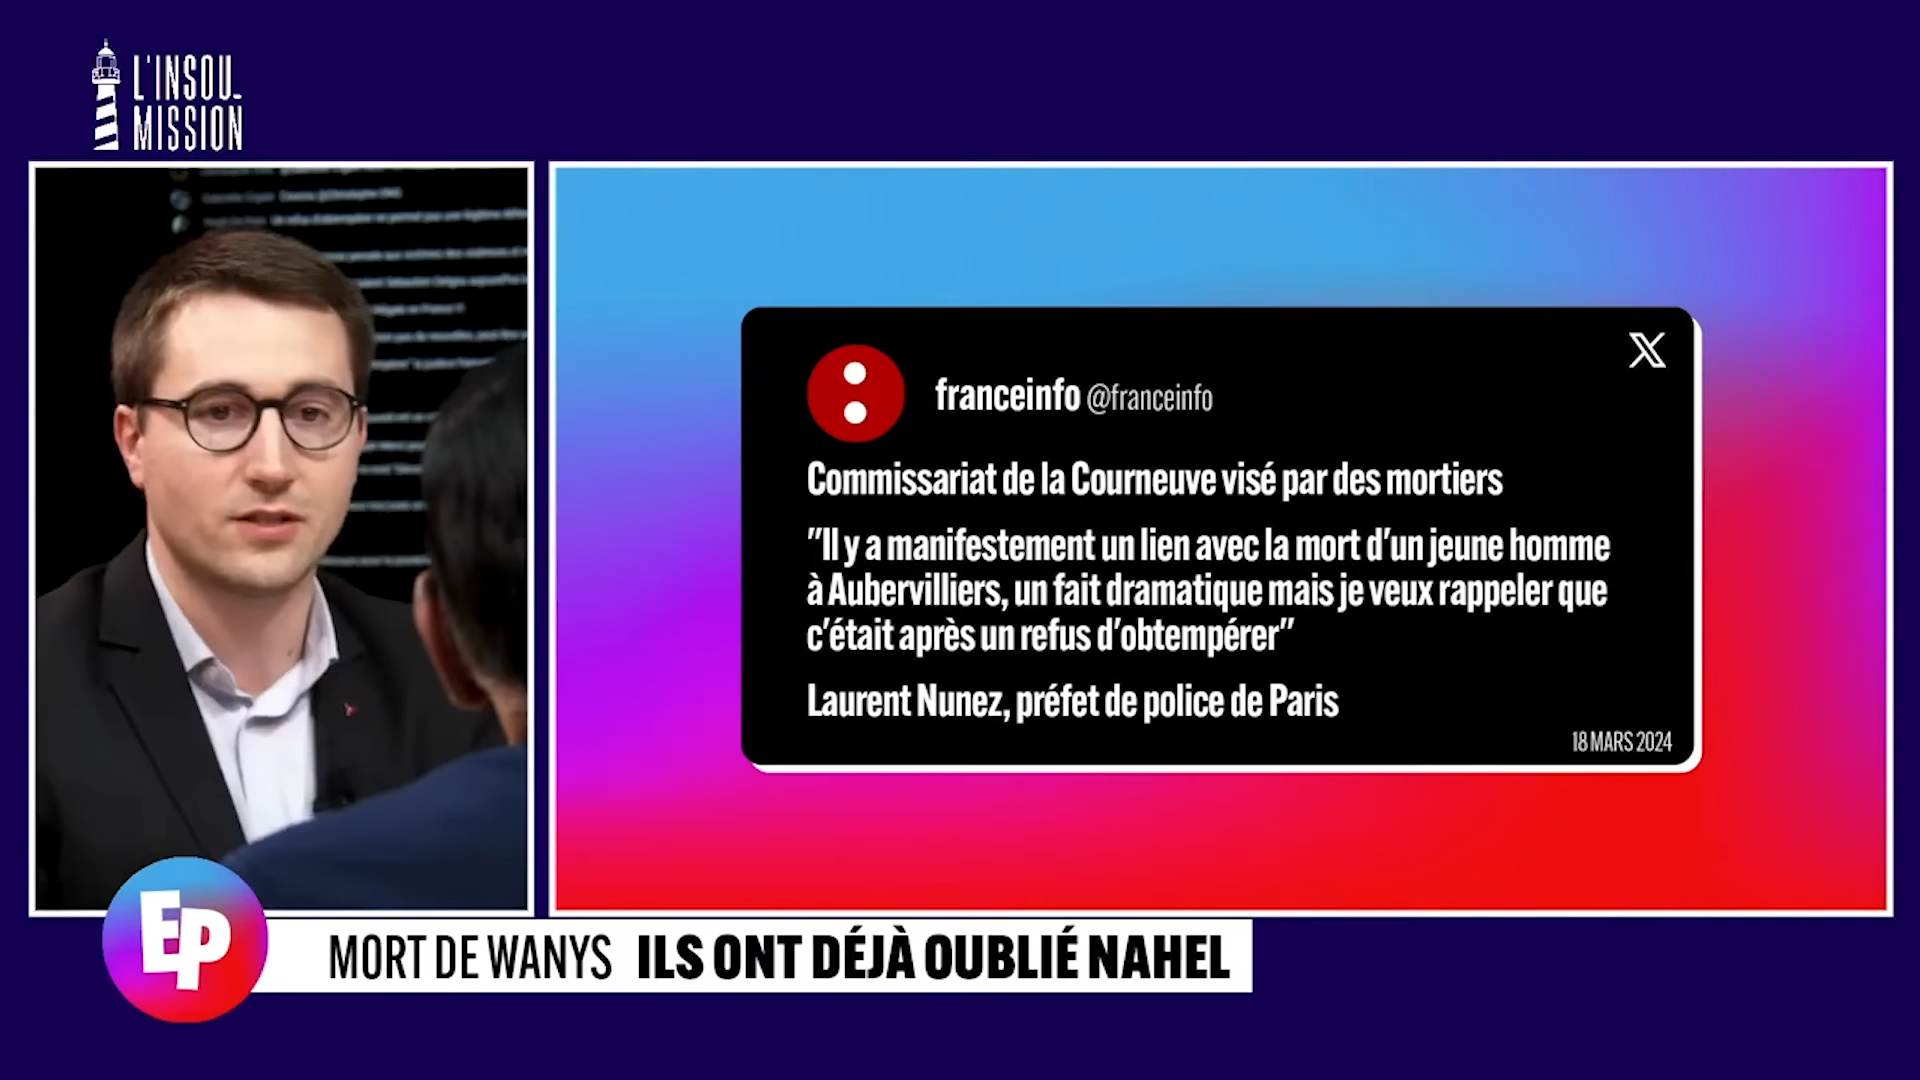 L'INSOU_
MISSION
franceinfo @franceinfo
Commissariat de la Courneuve visé par des mortiers
"Il y a manifestement un lien avec la mort d'un jeune homme
à Aubervilliers, un fait dramatique mais je veux rappeler que
c'était après un refus d'obtempérer"
Laurent Nunez, préfet de police de Paris
18 MARS 2024
EP
MORT DE WANYS ILS ONT DÉJÀ OUBLIÉ NAHEL